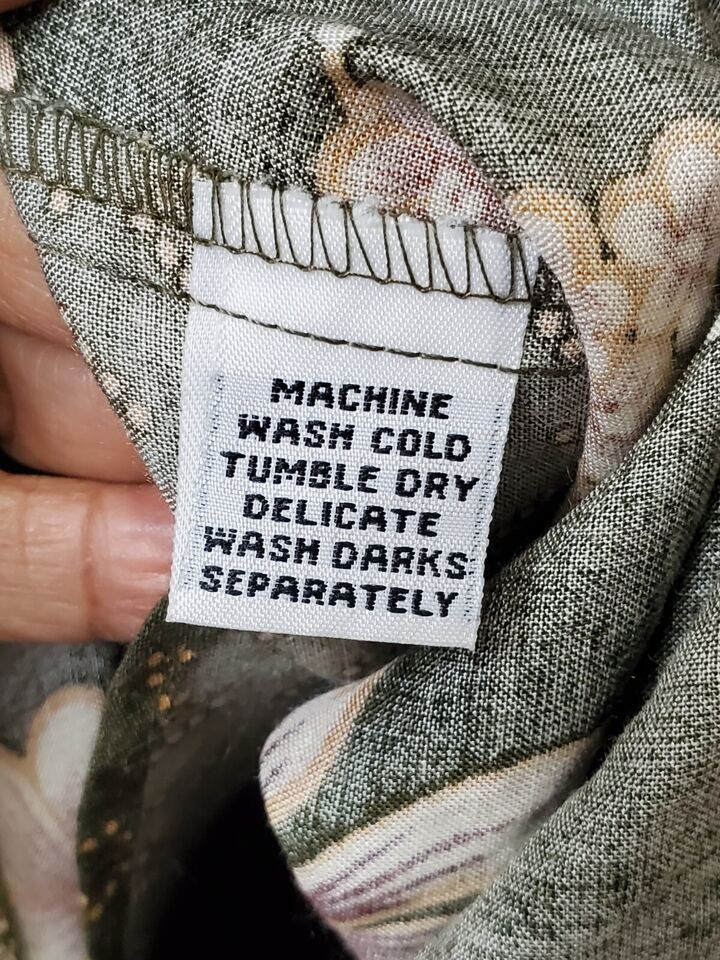 MACHINE
WASH COLD
TUMBLE DRY
DELICATE
WASH DARKS
SEPARATELY